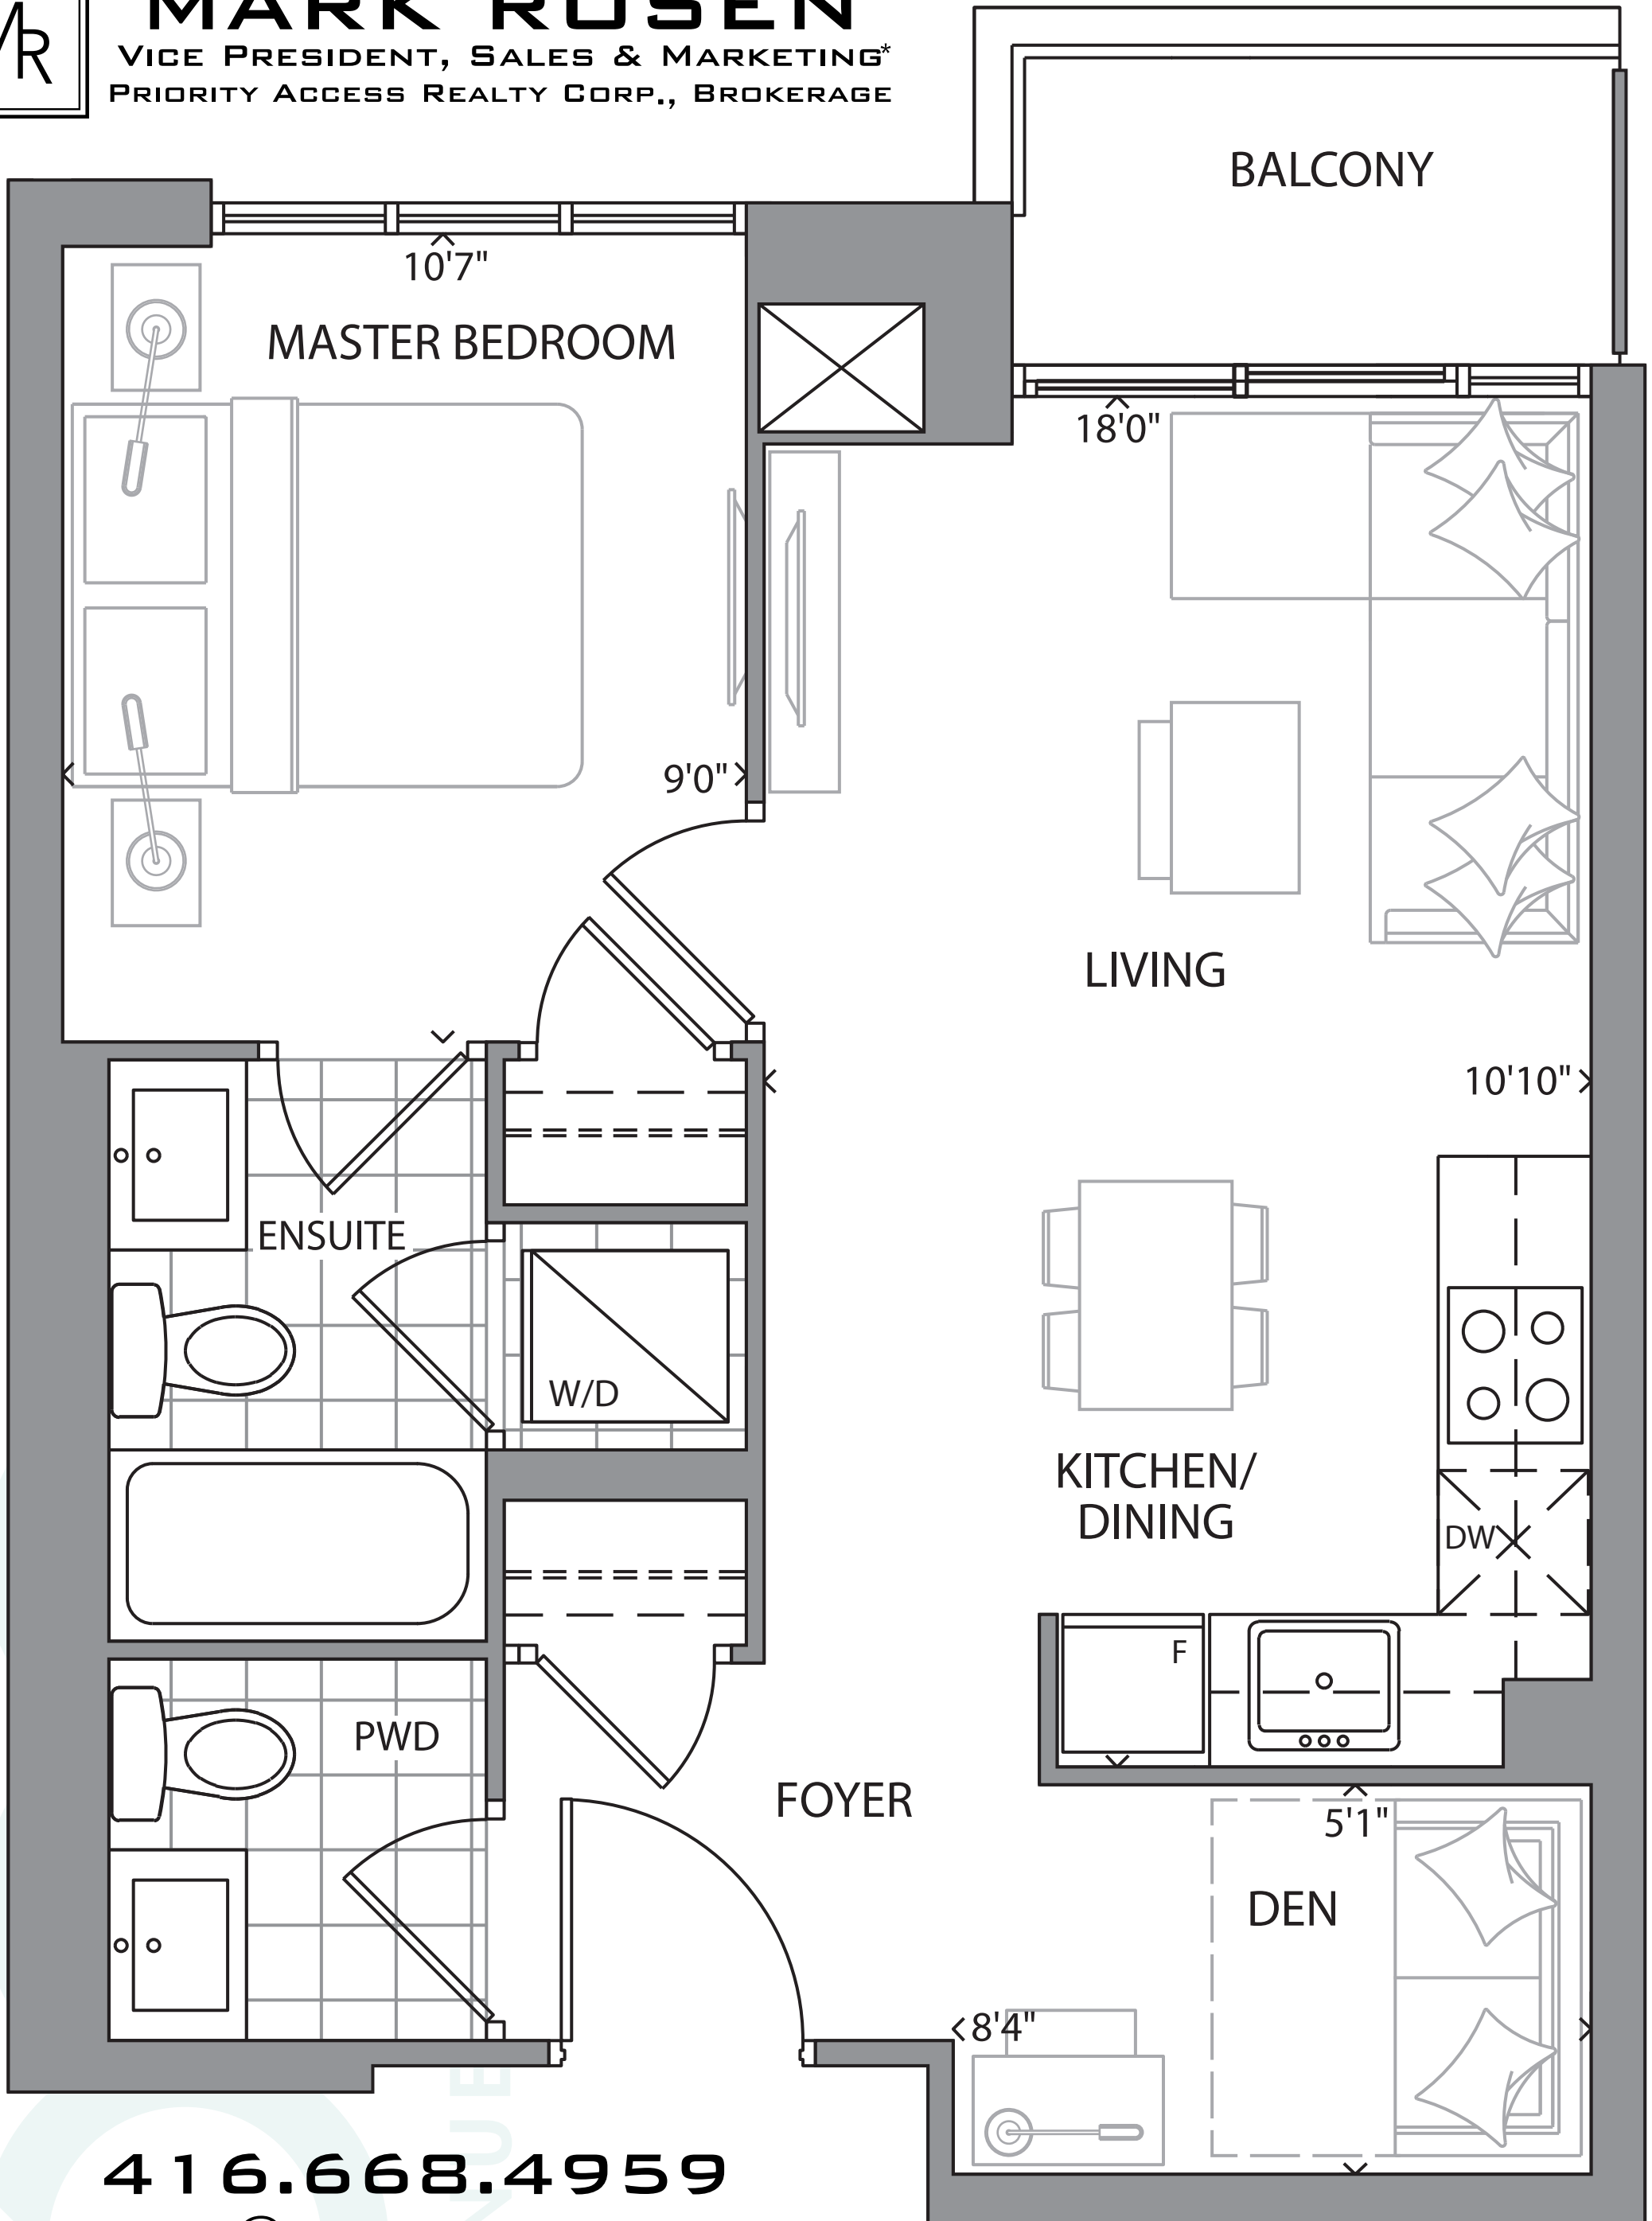 MARK ROSEN
VICE PRESIDENT, SALES & MARKETING*
PRIORITY ACCESS REALTY CORP., BROKERAGE
BALCONY
10'7"
MASTER BEDROOM
18'0"
9'0"
LIVING
10'10"
ENSUITE
W/D
KITCHEN/
DINING
DW
F
PWD
FOYER
5'1"
DEN
8'4"
416.668.4959